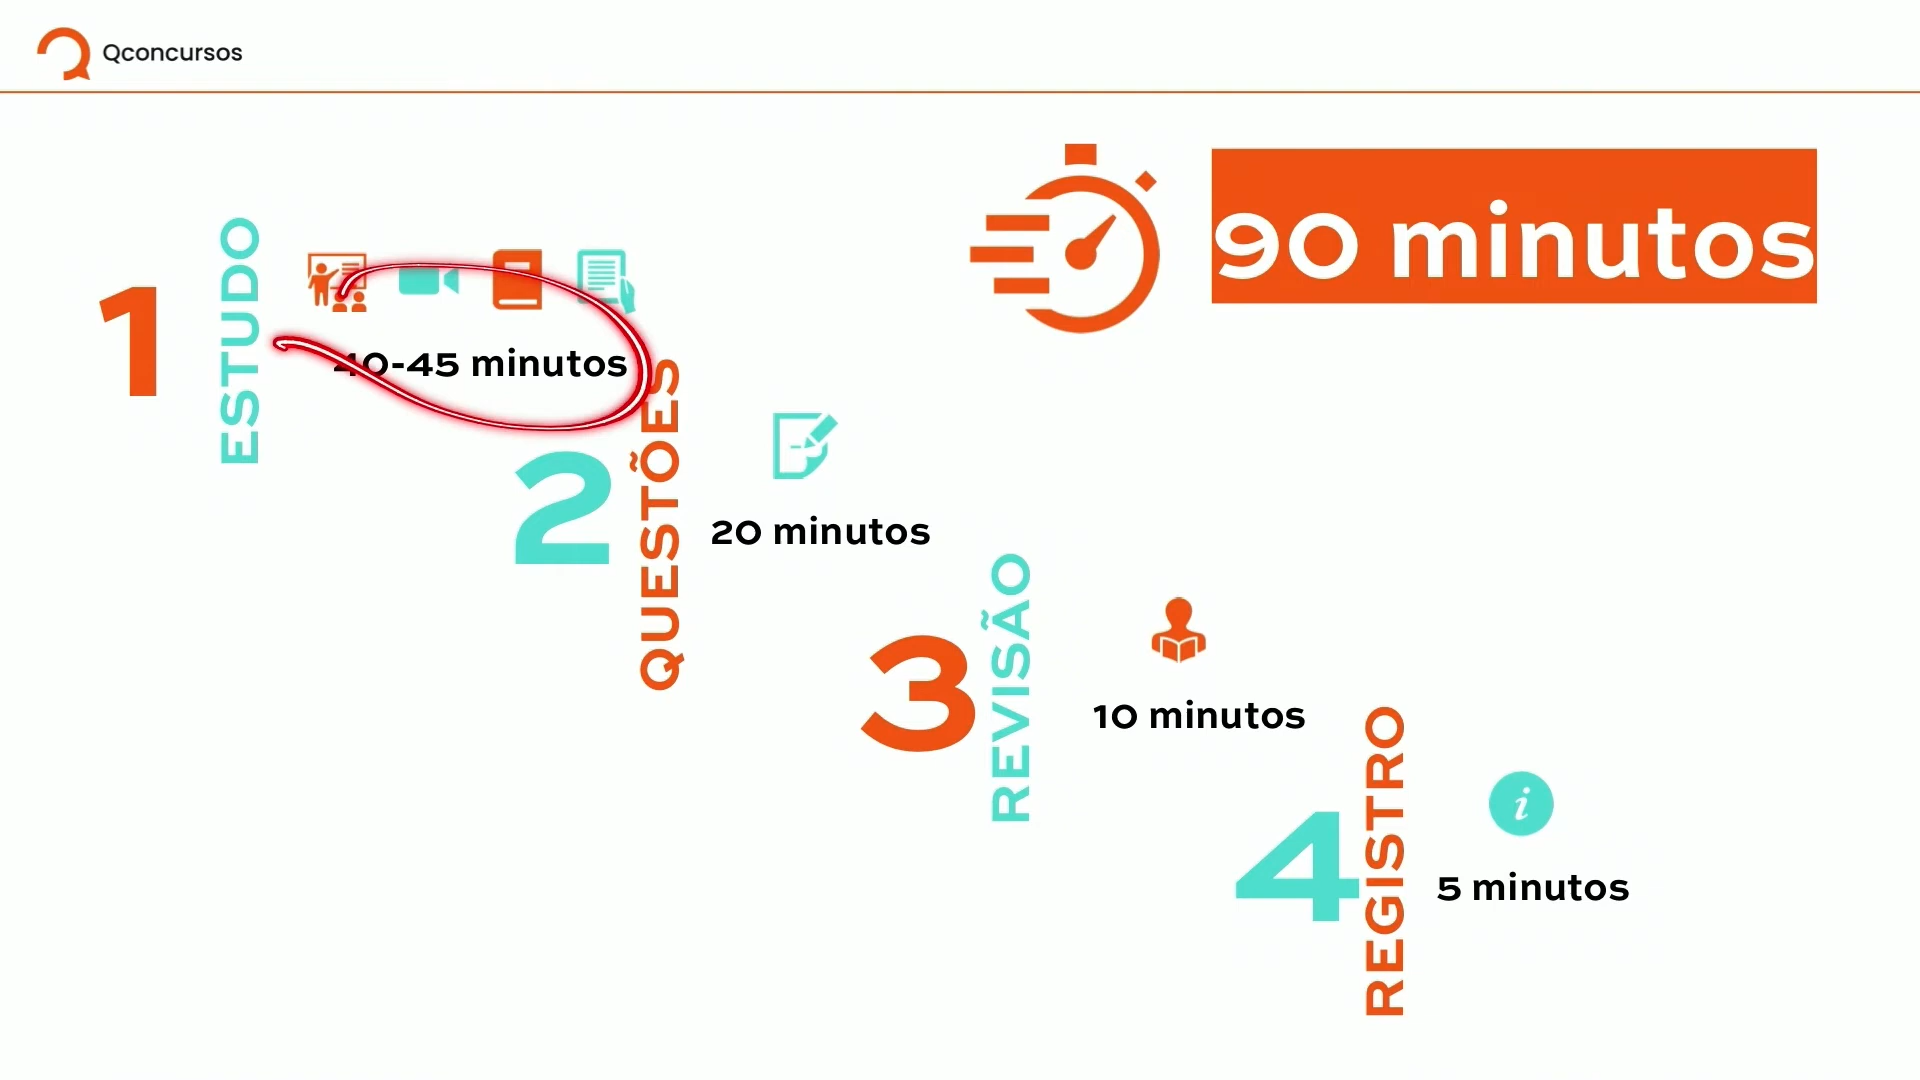 Qconcursos
90 minutos
1
ESTUDO
40-45 minutos
2
QUESTÕES
20 minutos
3
REVISÃO
10 minutos
4
REGISTRO
i
5 minutos